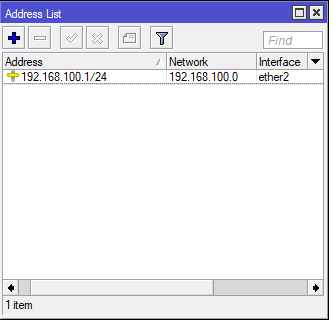 Address List
Find
Address Network Interface
192.168.100.1/24 192.168.100.0 ether2
1 item